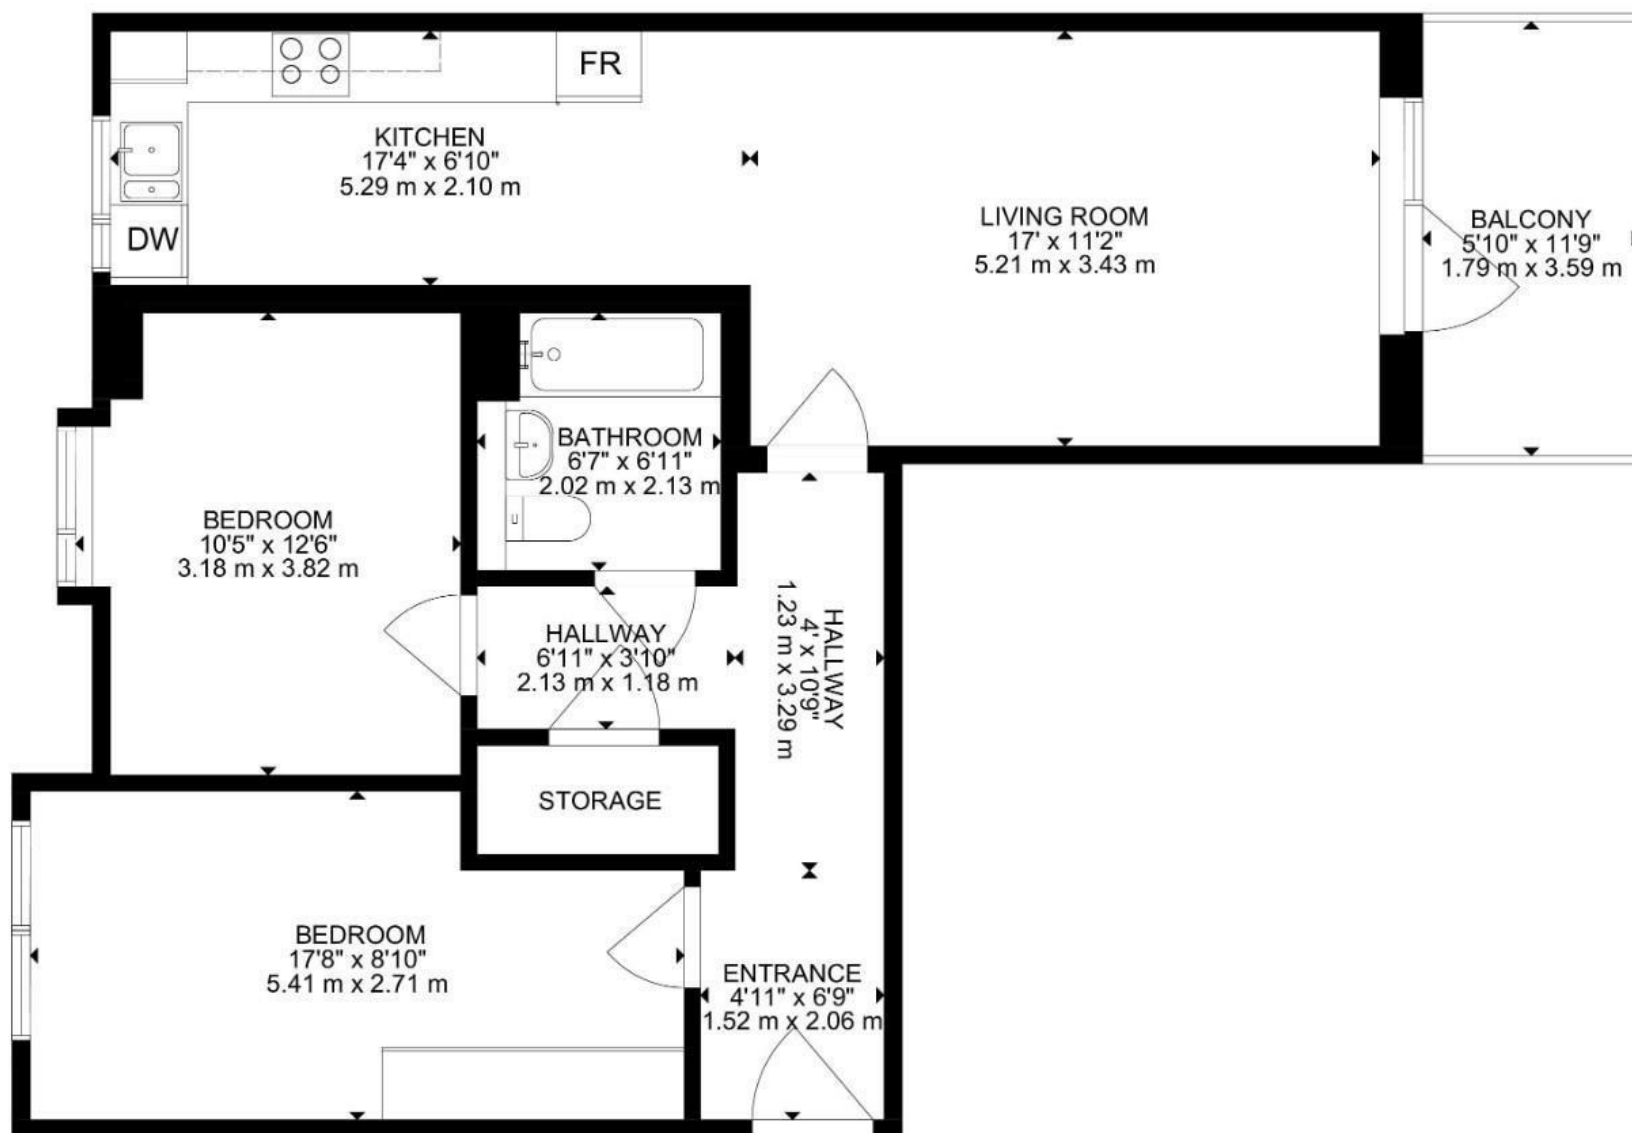 FR
KITCHEN
17'4" x 6'10"
5.29 m x 2.10 m
DW
LIVING ROOM
17' x 11'2"
5.21 m x 3.43 m
BALCONY
5'10" x 11'9"
1.79 m x 3.59 m
BATHROOM
6'7" x 6'11"
2.02 m x 2.13 m
BEDROOM
10'5" x 12'6"
3.18 m x 3.82 m
HALLWAY
6'11" x 3'10"
2.13 m x 1.18 m
HALLWAY
4' x 10'9"
1.23 m x 3.29 m
STORAGE
BEDROOM
17'8" x 8'10"
5.41 m x 2.71 m
ENTRANCE
4'11" x 6'9"
1.52 m x 2.06 m